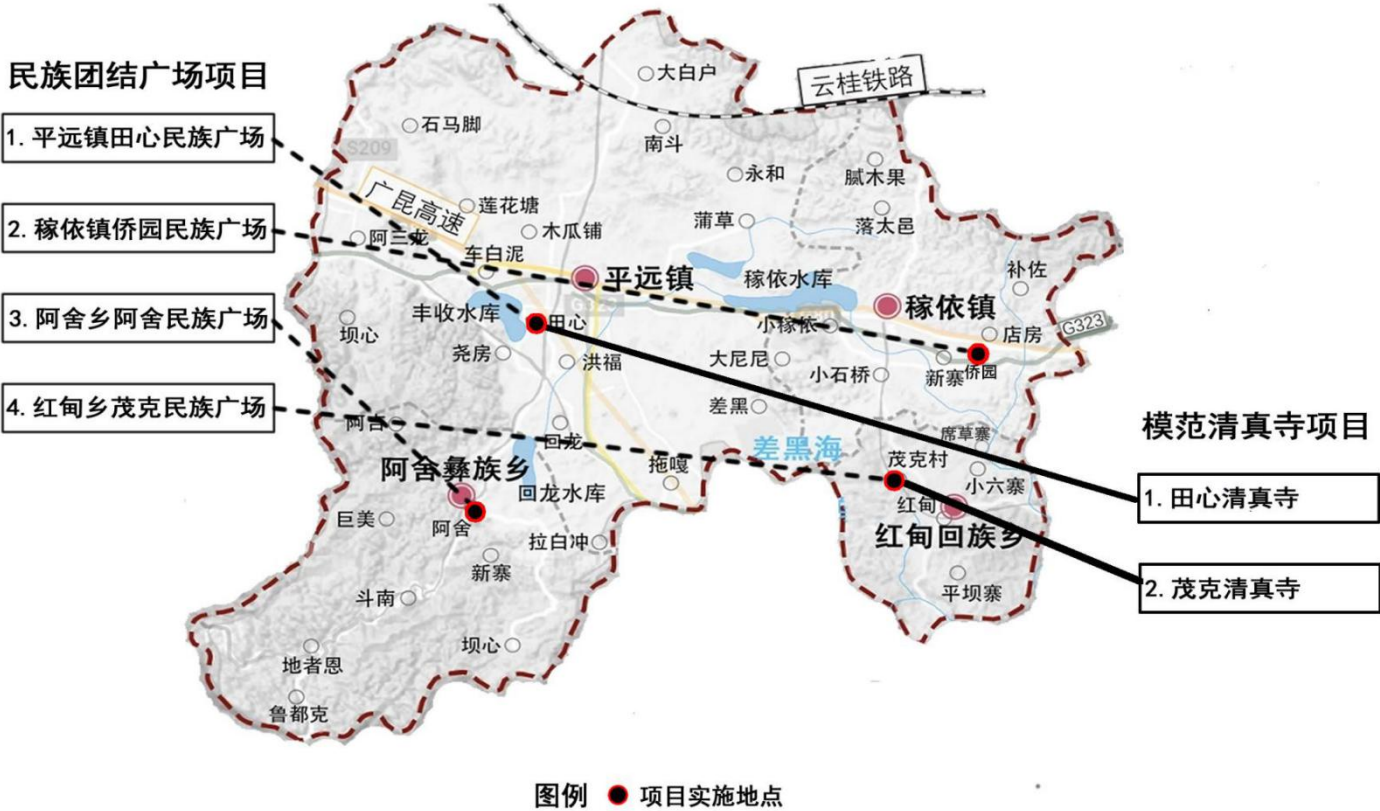 民族团结广场项目
1.平远镇田心民族广场
2.稼依镇侨园民族广场
3.阿舍乡阿舍民族广场
4.红甸乡茂克民族广场
云桂铁路
大白户
石马脚
S209
南斗
永和
腻木果
广昆高速
莲花塘
蒲草
落太邑
木瓜铺
阿三龙
车白泥
补佐
平远镇
稼依水库
稼依镇
G323
丰收水库
田心
小稼依
店房
G323
坝心
尧房
洪福
大尼尼
小石桥
新寨
侨园
差黑
阿舍
回龙
差黑海
席草寨
模范清真寺项目
茂克村
阿舍彝族乡
拖嘎
小六寨
回龙水库
红甸
1.田心清真寺
巨美
阿舍
红甸回族乡
拉白冲
新寨
平坝寨
2.茂克清真寺
斗南
坝心
地者恩
鲁都克
图例 项目实施地点